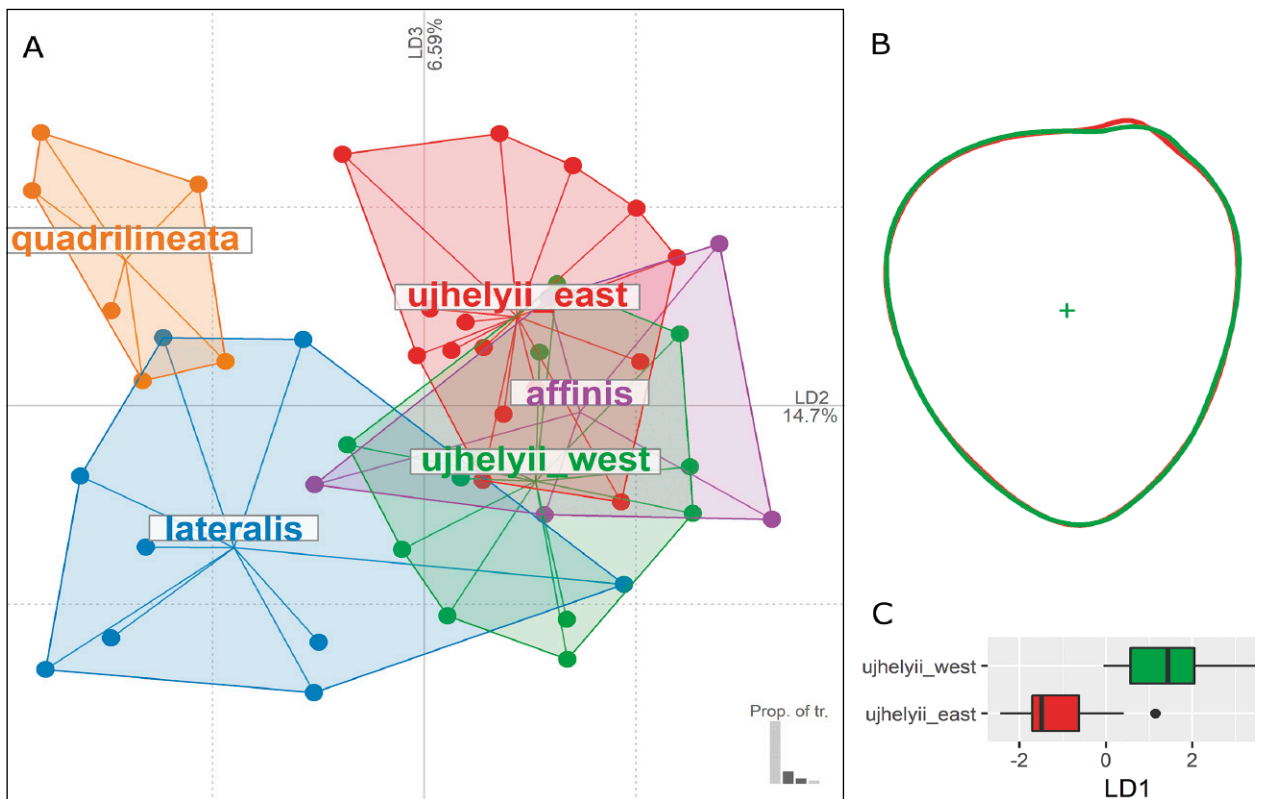 A
LD3
6.59%
quadrilineata
ujhelyii_east
affinis
LD2
14.7%
ujhelyii_west
lateralis
Prop. of tr.
B
C
ujhelyii_west
ujhelyii_east
-2
0
2
LD1